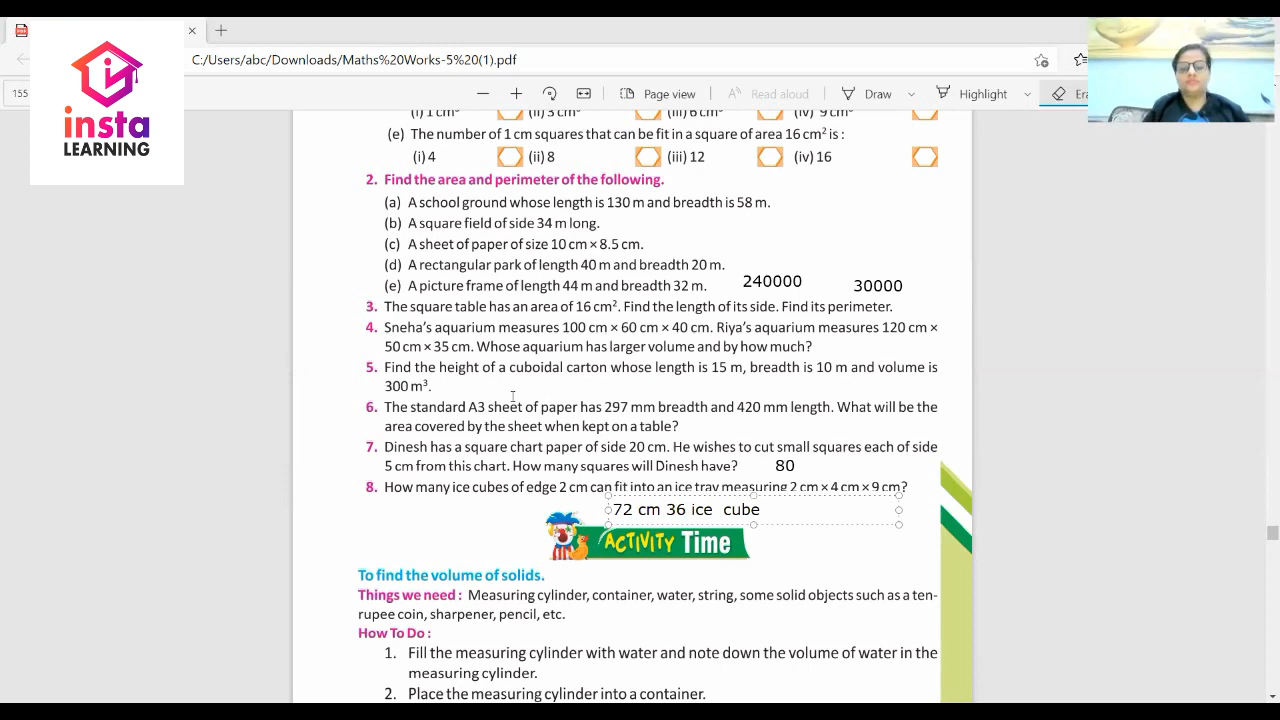 C:/Users/abc/Downloads/Maths%20Works-5%20(1).pdf
insta
LEARNING
155
Page view
Read aloud
Draw
Highlight
Era
(e) The number of 1 cm squares that can be fit in a square of area 16 cm² is :
(i) 4 (ii) 8 (iii) 12 (iv) 16
2. Find the area and perimeter of the following.
(a) A school ground whose length is 130 m and breadth is 58 m.
(b) A square field of side 34 m long.
(c) A sheet of paper of size 10 cm × 8.5 cm.
(d) A rectangular park of length 40 m and breadth 20 m.
(e) A picture frame of length 44 m and breadth 32 m. 240000 30000
3. The square table has an area of 16 cm². Find the length of its side. Find its perimeter.
4. Sneha's aquarium measures 100 cm × 60 cm × 40 cm. Riya's aquarium measures 120 cm ×
50 cm × 35 cm. Whose aquarium has larger volume and by how much?
5. Find the height of a cuboidal carton whose length is 15 m, breadth is 10 m and volume is
300 m³.
6. The standard A3 sheet of paper has 297 mm breadth and 420 mm length. What will be the
area covered by the sheet when kept on a table?
7. Dinesh has a square chart paper of side 20 cm. He wishes to cut small squares each of side
5 cm from this chart. How many squares will Dinesh have? 80
8. How many ice cubes of edge 2 cm can fit into an ice tray measuring 2 cm × 4 cm × 9 cm?
72 cm 36 ice cube
ACTIVITY Time
To find the volume of solids.
Things we need : Measuring cylinder, container, water, string, some solid objects such as a ten-
rupee coin, sharpener, pencil, etc.
How To Do :
1. Fill the measuring cylinder with water and note down the volume of water in the
measuring cylinder.
2. Place the measuring cylinder into a container.